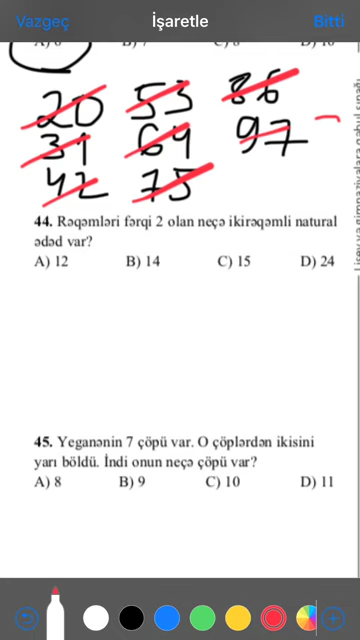 Vazgeç İşaretle Bitti
20 53 86
31 64 97
42 75
44. Rəqəmləri fərqi 2 olan neçə ikirəqəmli natural
ədəd var?
A) 12 B) 14 C) 15 D) 24
45. Yeganənin 7 çöpü var. O çöplərdən ikisini
yarı böldü. İndi onun neçə çöpü var?
A) 8 B) 9 C) 10 D) 11